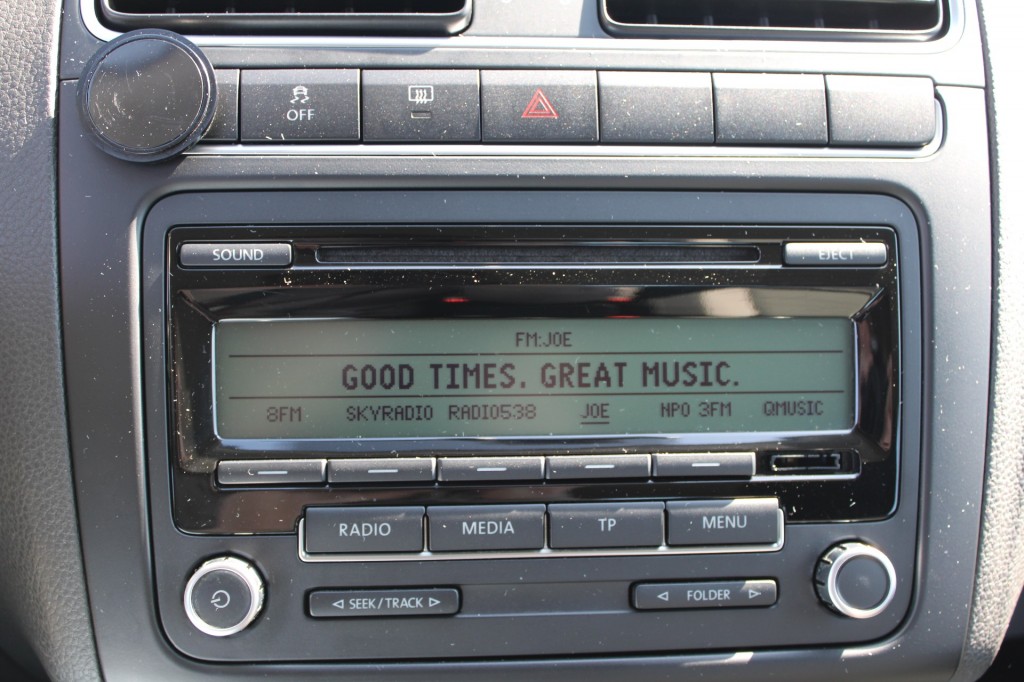 OFF
SOUND
EJECT
FM:JOE
GOOD TIMES. GREAT MUSIC.
8FM SKYRADIO RADIO538 JOE NPO 3FM QMUSIC
RADIO MEDIA TP MENU
SEEK/TRACK FOLDER